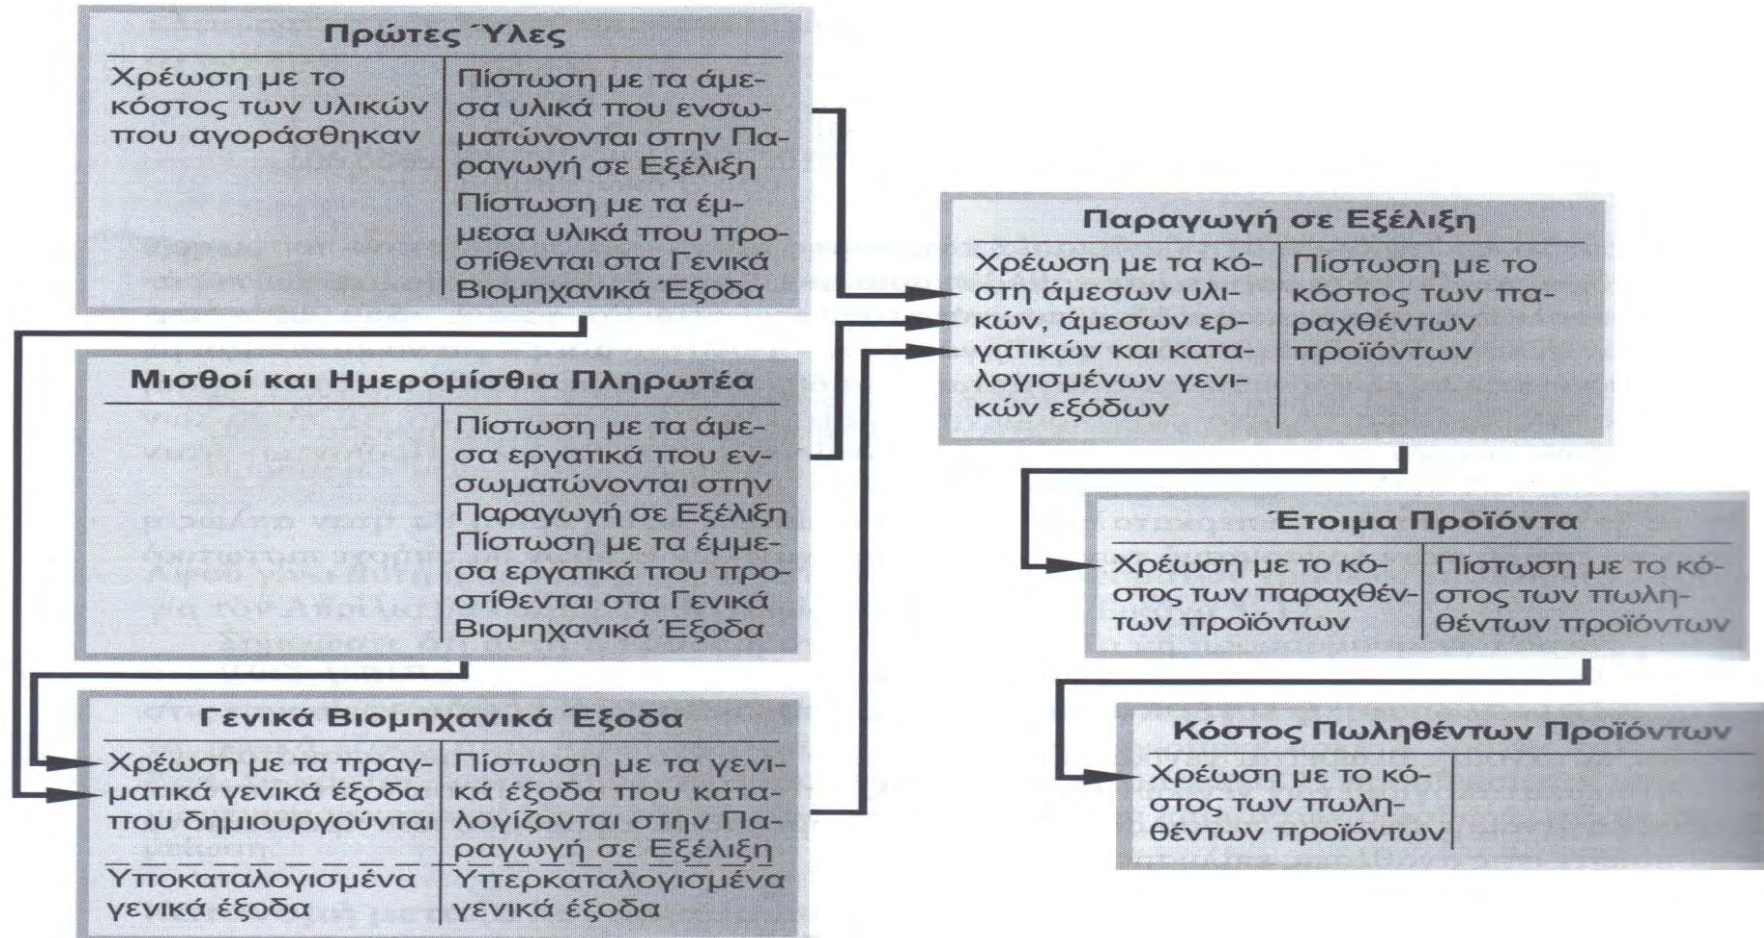 Πρώτες Ύλες
Χρέωση με το
κόστος των υλικών
που αγοράσθηκαν
Πίστωση με τα άμε-
σα υλικά που ενσω-
ματώνονται στην Πα-
ραγωγή σε Εξέλιξη
Πίστωση με τα έμ-
μεσα υλικά που προ-
στίθενται στα Γενικά
Βιομηχανικά Έξοδα
Μισθοί και Ημερομίσθια Πληρωτέα
Πίστωση με τα άμε-
σα εργατικά που εν-
σωματώνονται στην
Παραγωγή σε Εξέλιξη
Πίστωση με τα έμμε-
σα εργατικά που προ-
στίθενται στα Γενικά
Βιομηχανικά Έξοδα
Γενικά Βιομηχανικά Έξοδα
Χρέωση με τα πραγ-
ματικά γενικά έξοδα
που δημιουργούνται
Πίστωση με τα γενι-
κά έξοδα που κατα-
λογίζονται στην Πα-
ραγωγή σε Εξέλιξη
Υποκαταλογισμένα
γενικά έξοδα
Υπερκαταλογισμένα
γενικά έξοδα
Παραγωγή σε Εξέλιξη
Χρέωση με τα κό-
στη άμεσων υλι-
κών, άμεσων ερ-
γατικών και κατα-
λογισμένων γενι-
κών εξόδων
Πίστωση με το
κόστος των πα-
ραχθέντων
προϊόντων
Έτοιμα Προϊόντα
Χρέωση με το κό-
στος των παραχθέν-
των προϊόντων
Πίστωση με το κό-
στος των πωλη-
θέντων προϊόντων
Κόστος Πωληθέντων Προϊόντων
Χρέωση με το κό-
στος των πωλη-
θέντων προϊόντων